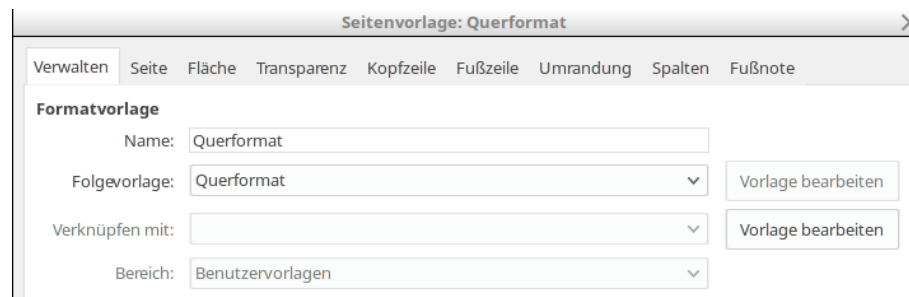 Seitenvorlage: Querformat
Verwalten Seite Fläche Transparenz Kopfzeile Fußzeile Umrandung Spalten Fußnote
Formatvorlage
Name: Querformat
Folgevorlage: Querformat Vorlage bearbeiten
Verknüpfen mit: Vorlage bearbeiten
Bereich: Benutzervorlagen